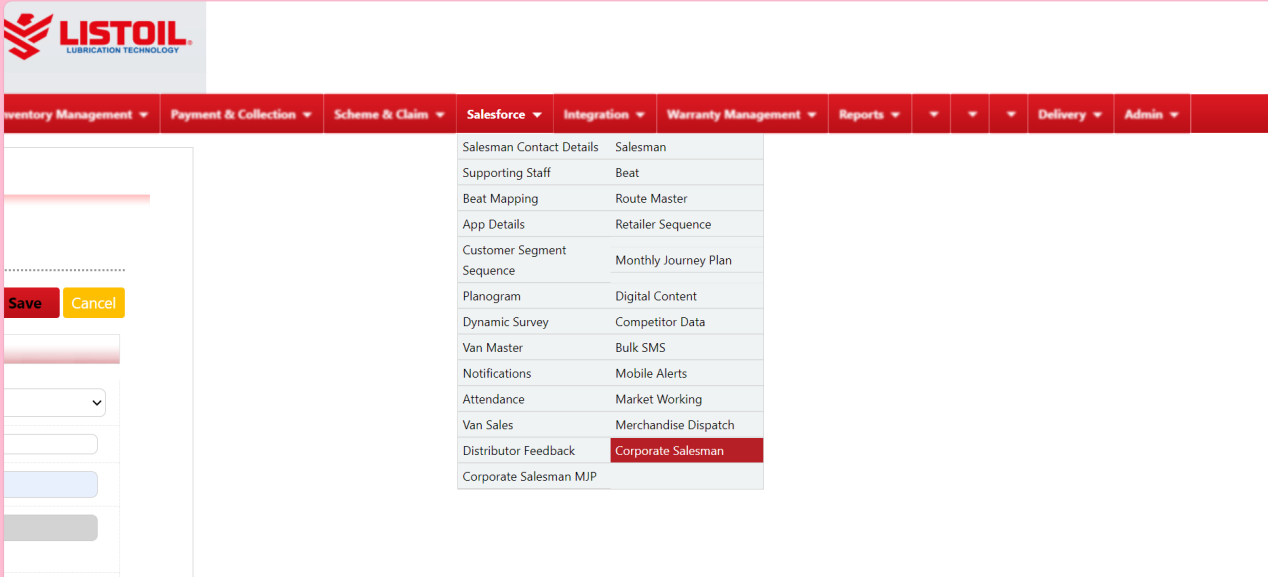 LISTOIL
LUBRICATION TECHNOLOGY
nventory Management Payment & Collection Scheme & Claim Salesforce Integration Warranty Management Reports Delivery Admin
Salesman Contact Details Salesman
Supporting Staff Beat
Beat Mapping Route Master
App Details Retailer Sequence
Customer Segment
Sequence
Monthly Journey Plan
Planogram Digital Content
Dynamic Survey Competitor Data
Van Master Bulk SMS
Notifications Mobile Alerts
Attendance Market Working
Van Sales Merchandise Dispatch
Distributor Feedback Corporate Salesman
Corporate Salesman MJP
Save Cancel